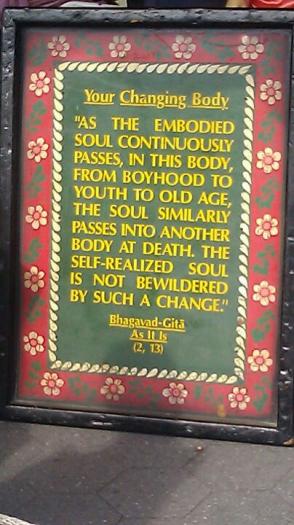 Your Changing Body
"AS THE EMBODIED
SOUL CONTINUOUSLY
PASSES, IN THIS BODY,
FROM BOYHOOD TO
YOUTH TO OLD AGE,
THE SOUL SIMILARLY
PASSES INTO ANOTHER
BODY AT DEATH. THE
SELF-REALIZED SOUL
IS NOT BEWILDERED
BY SUCH A CHANGE."
Bhagavad-Gītā
As It Is
(2, 13)